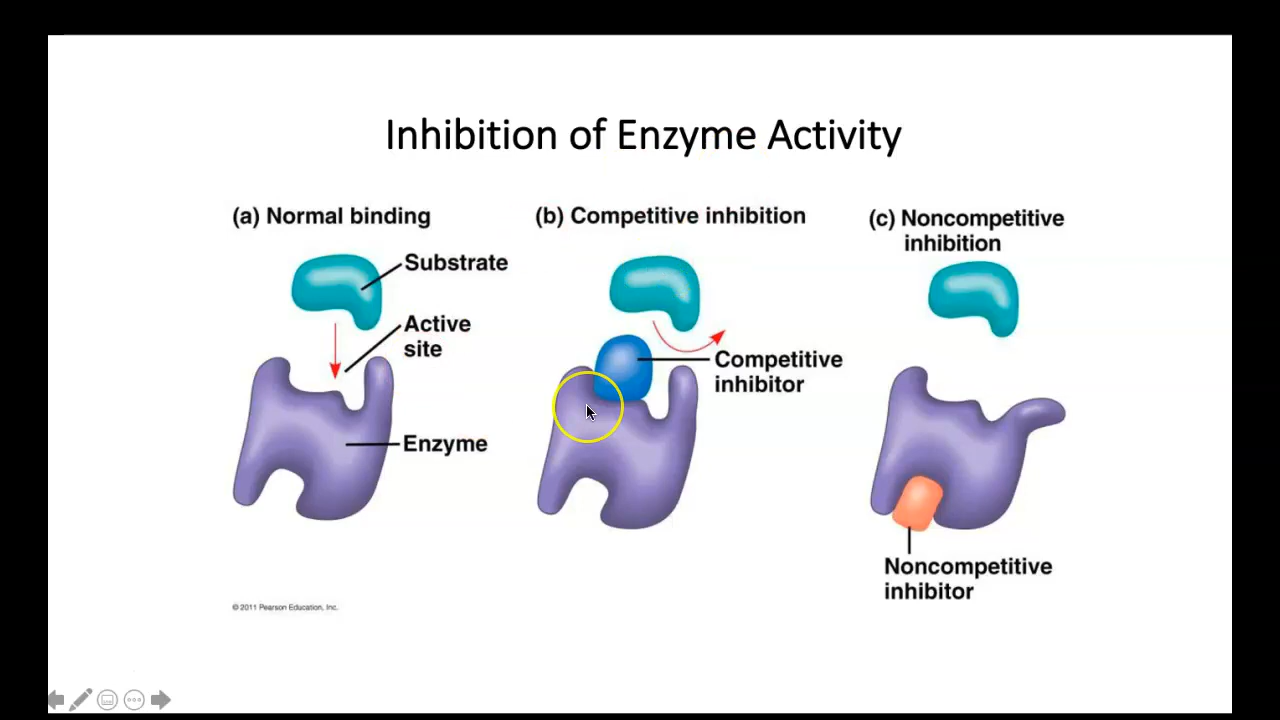 Inhibition of Enzyme Activity
(a) Normal binding
Substrate
Active
site
Enzyme
(b) Competitive inhibition
Competitive
inhibitor
(c) Noncompetitive
inhibition
Noncompetitive
inhibitor
© 2011 Pearson Education, Inc.